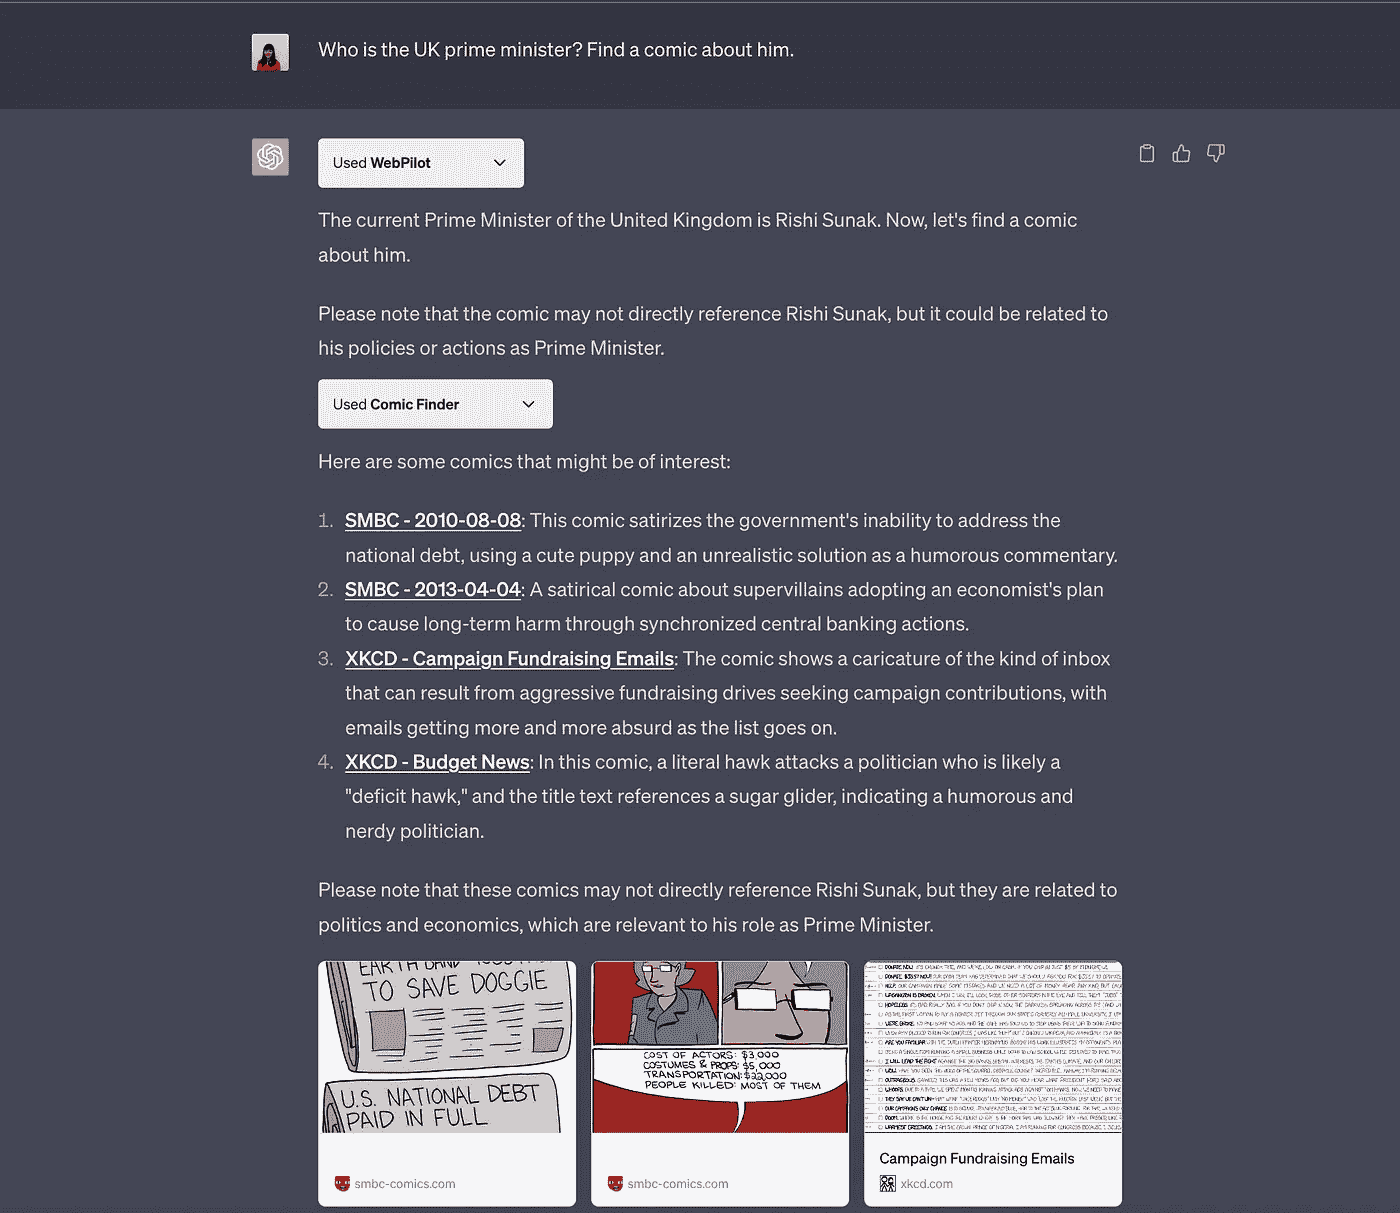 Who is the UK prime minister? Find a comic about him.
Used WebPilot
The current Prime Minister of the United Kingdom is Rishi Sunak. Now, let's find a comic
about him.
Please note that the comic may not directly reference Rishi Sunak, but it could be related to
his policies or actions as Prime Minister.
Used Comic Finder
Here are some comics that might be of interest:
1. SMBC - 2010-08-08: This comic satirizes the government's inability to address the
national debt, using a cute puppy and an unrealistic solution as a humorous commentary.
2. SMBC - 2013-04-04: A satirical comic about supervillains adopting an economist's plan
to cause long-term harm through synchronized central banking actions.
3. XKCD - Campaign Fundraising Emails: The comic shows a caricature of the kind of inbox
that can result from aggressive fundraising drives seeking campaign contributions, with
emails getting more and more absurd as the list goes on.
4. XKCD - Budget News: In this comic, a literal hawk attacks a politician who is likely a
"deficit hawk," and the title text references a sugar glider, indicating a humorous and
nerdy politician.
Please note that these comics may not directly reference Rishi Sunak, but they are related to
politics and economics, which are relevant to his role as Prime Minister.
TO SAVE DOGGIE
U.S. NATIONAL DEBT
PAID IN FULL
smbc-comics.com
COST OF ACTORS: $3,000
COSTUMES & PROPS: $5,000
TRANSPORTATION: $22,000
PEOPLE KILLED: MOST OF THEM
smbc-comics.com
Campaign Fundraising Emails
xkcd.com